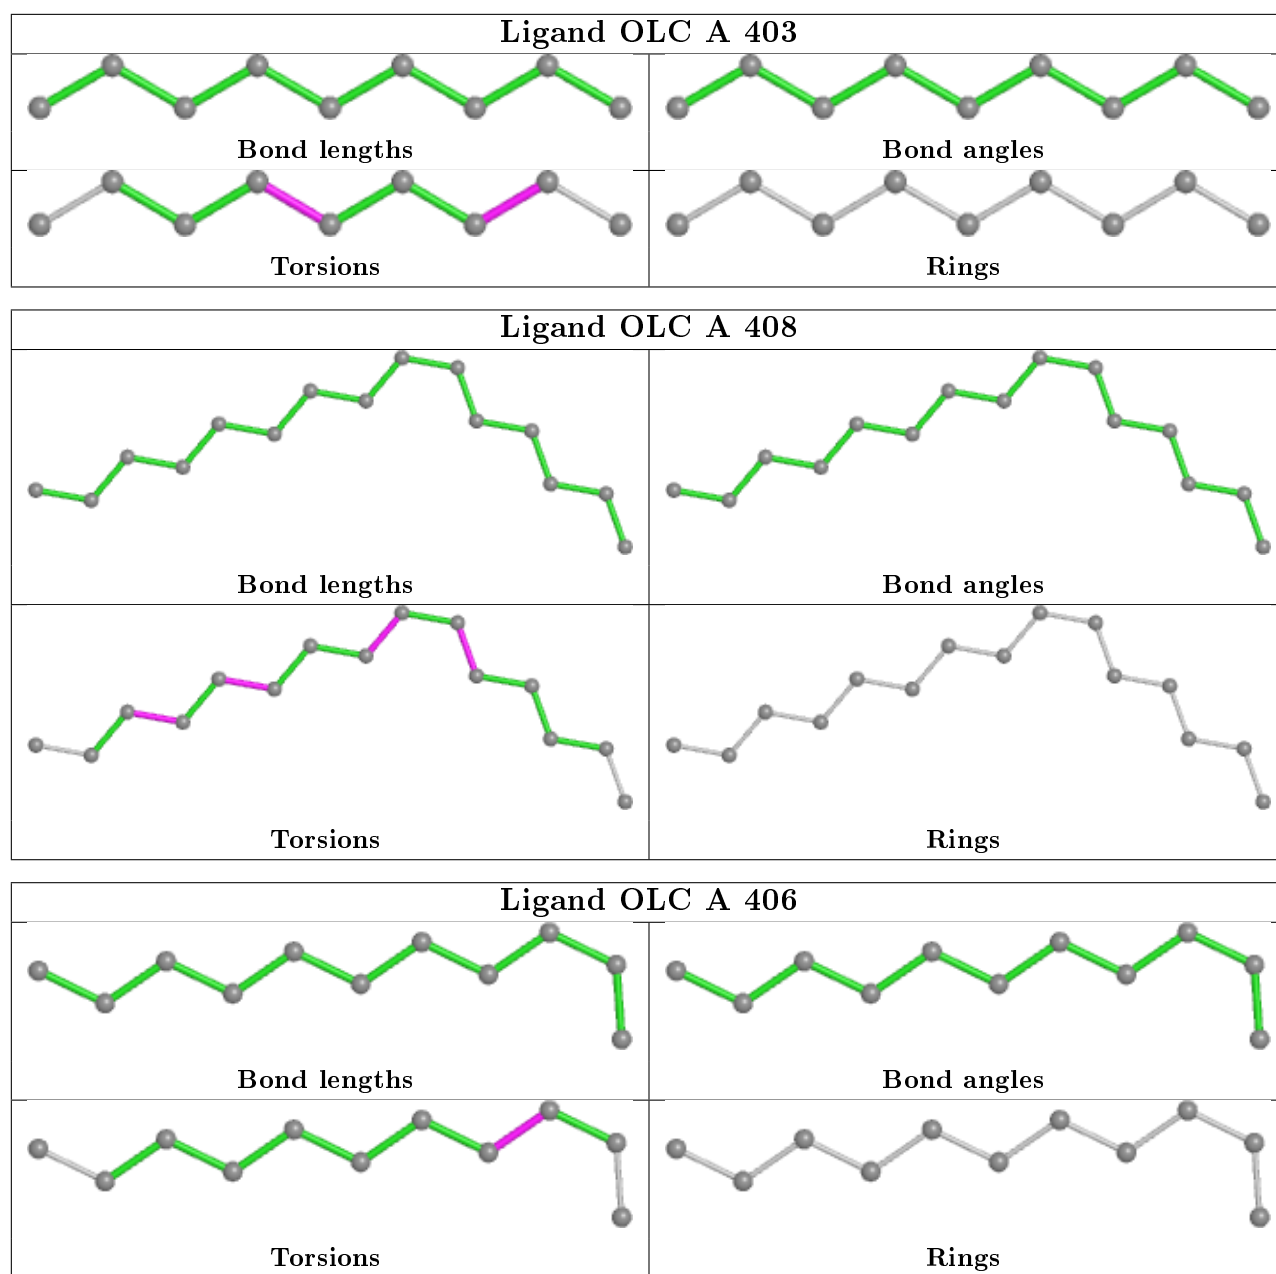 Ligand OLC A 403
Bond lengths
Bond angles
Torsions
Rings
Ligand OLC A 408
Bond lengths
Bond angles
Torsions
Rings
Ligand OLC A 406
Bond lengths
Bond angles
Torsions
Rings